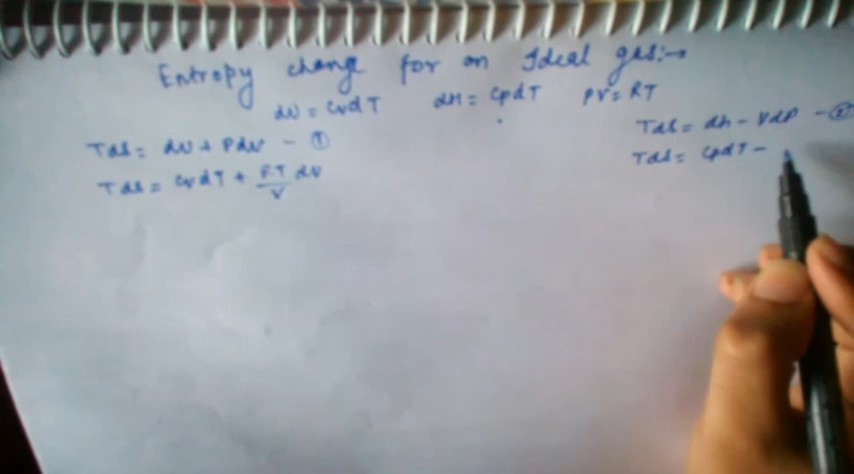 Entropy change for an Ideal gas:→
du = CvdT dH = CpdT PV = RT
Tds = du + Pdv - ①
Tds = CvdT + RT/V dv
Tds = dh - VdP - ②
Tds = CpdT -